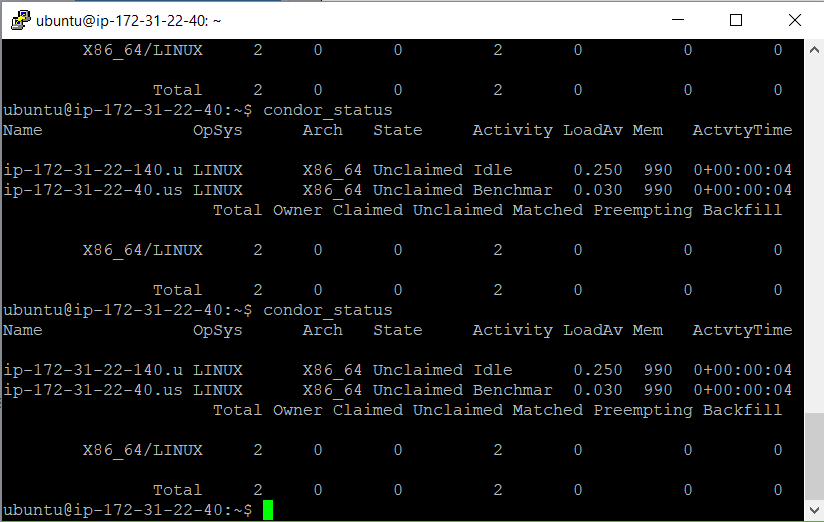 ubuntu@ip-172-31-22-40: ~
X86_64/LINUX 2 0 0 2 0 0 0
Total 2 0 0 2 0 0 0
ubuntu@ip-172-31-22-40:~$ condor_status
Name OpSys Arch State Activity LoadAv Mem ActvtyTime
ip-172-31-22-140.u LINUX X86_64 Unclaimed Idle 0.250 990 0+00:00:04
ip-172-31-22-40.us LINUX X86_64 Unclaimed Benchmar 0.030 990 0+00:00:04
Total Owner Claimed Unclaimed Matched Preempting Backfill
X86_64/LINUX 2 0 0 2 0 0 0
Total 2 0 0 2 0 0 0
ubuntu@ip-172-31-22-40:~$ condor_status
Name OpSys Arch State Activity LoadAv Mem ActvtyTime
ip-172-31-22-140.u LINUX X86_64 Unclaimed Idle 0.250 990 0+00:00:04
ip-172-31-22-40.us LINUX X86_64 Unclaimed Benchmar 0.030 990 0+00:00:04
Total Owner Claimed Unclaimed Matched Preempting Backfill
X86_64/LINUX 2 0 0 2 0 0 0
Total 2 0 0 2 0 0 0
ubuntu@ip-172-31-22-40:~$